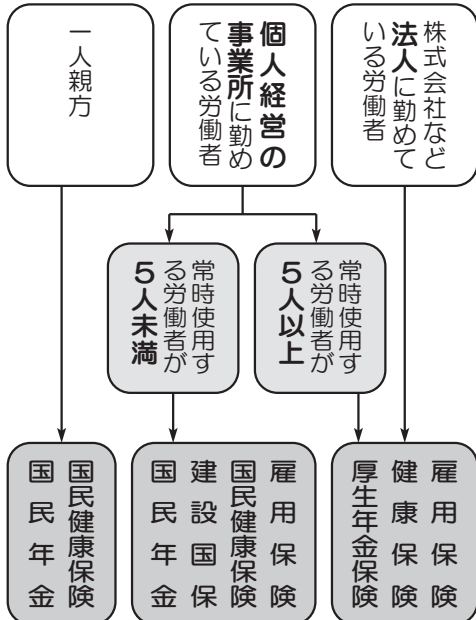 株式会社など
法人に勤めて
いる労働者
個人経営の
事業所に勤め
ている労働者
一人親方
常時使用す
る労働者が
5人以上
常時使用す
る労働者が
5人未満
雇用保険
健康保険
厚生年金保険
雇用保険
国民健康保険
建設国保
国民年金
国民健康保険
国民年金